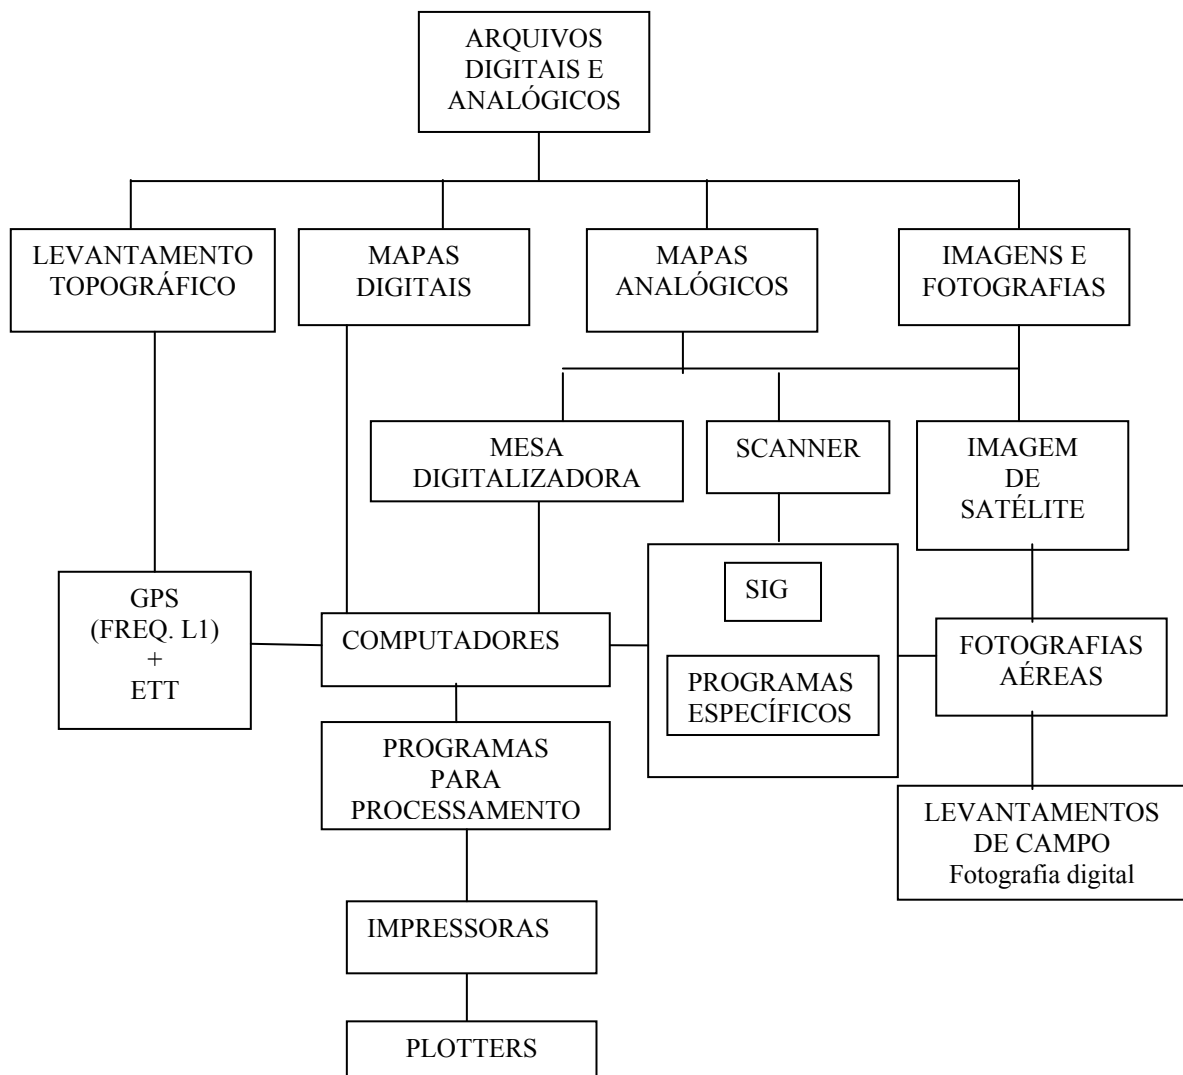 ARQUIVOS
DIGITAIS E
ANALÓGICOS
LEVANTAMENTO
TOPOGRÁFICO
MAPAS
DIGITAIS
MAPAS
ANALÓGICOS
IMAGENS E
FOTOGRAFIAS
MESA
DIGITALIZADORA
SCANNER
IMAGEM
DE
SATÉLITE
GPS
(FREQ. L1)
+
ETT
COMPUTADORES
SIG
PROGRAMAS
ESPECÍFICOS
FOTOGRAFIAS
AÉREAS
PROGRAMAS
PARA
PROCESSAMENTO
LEVANTAMENTOS
DE CAMPO
Fotografia digital
IMPRESSORAS
PLOTTERS